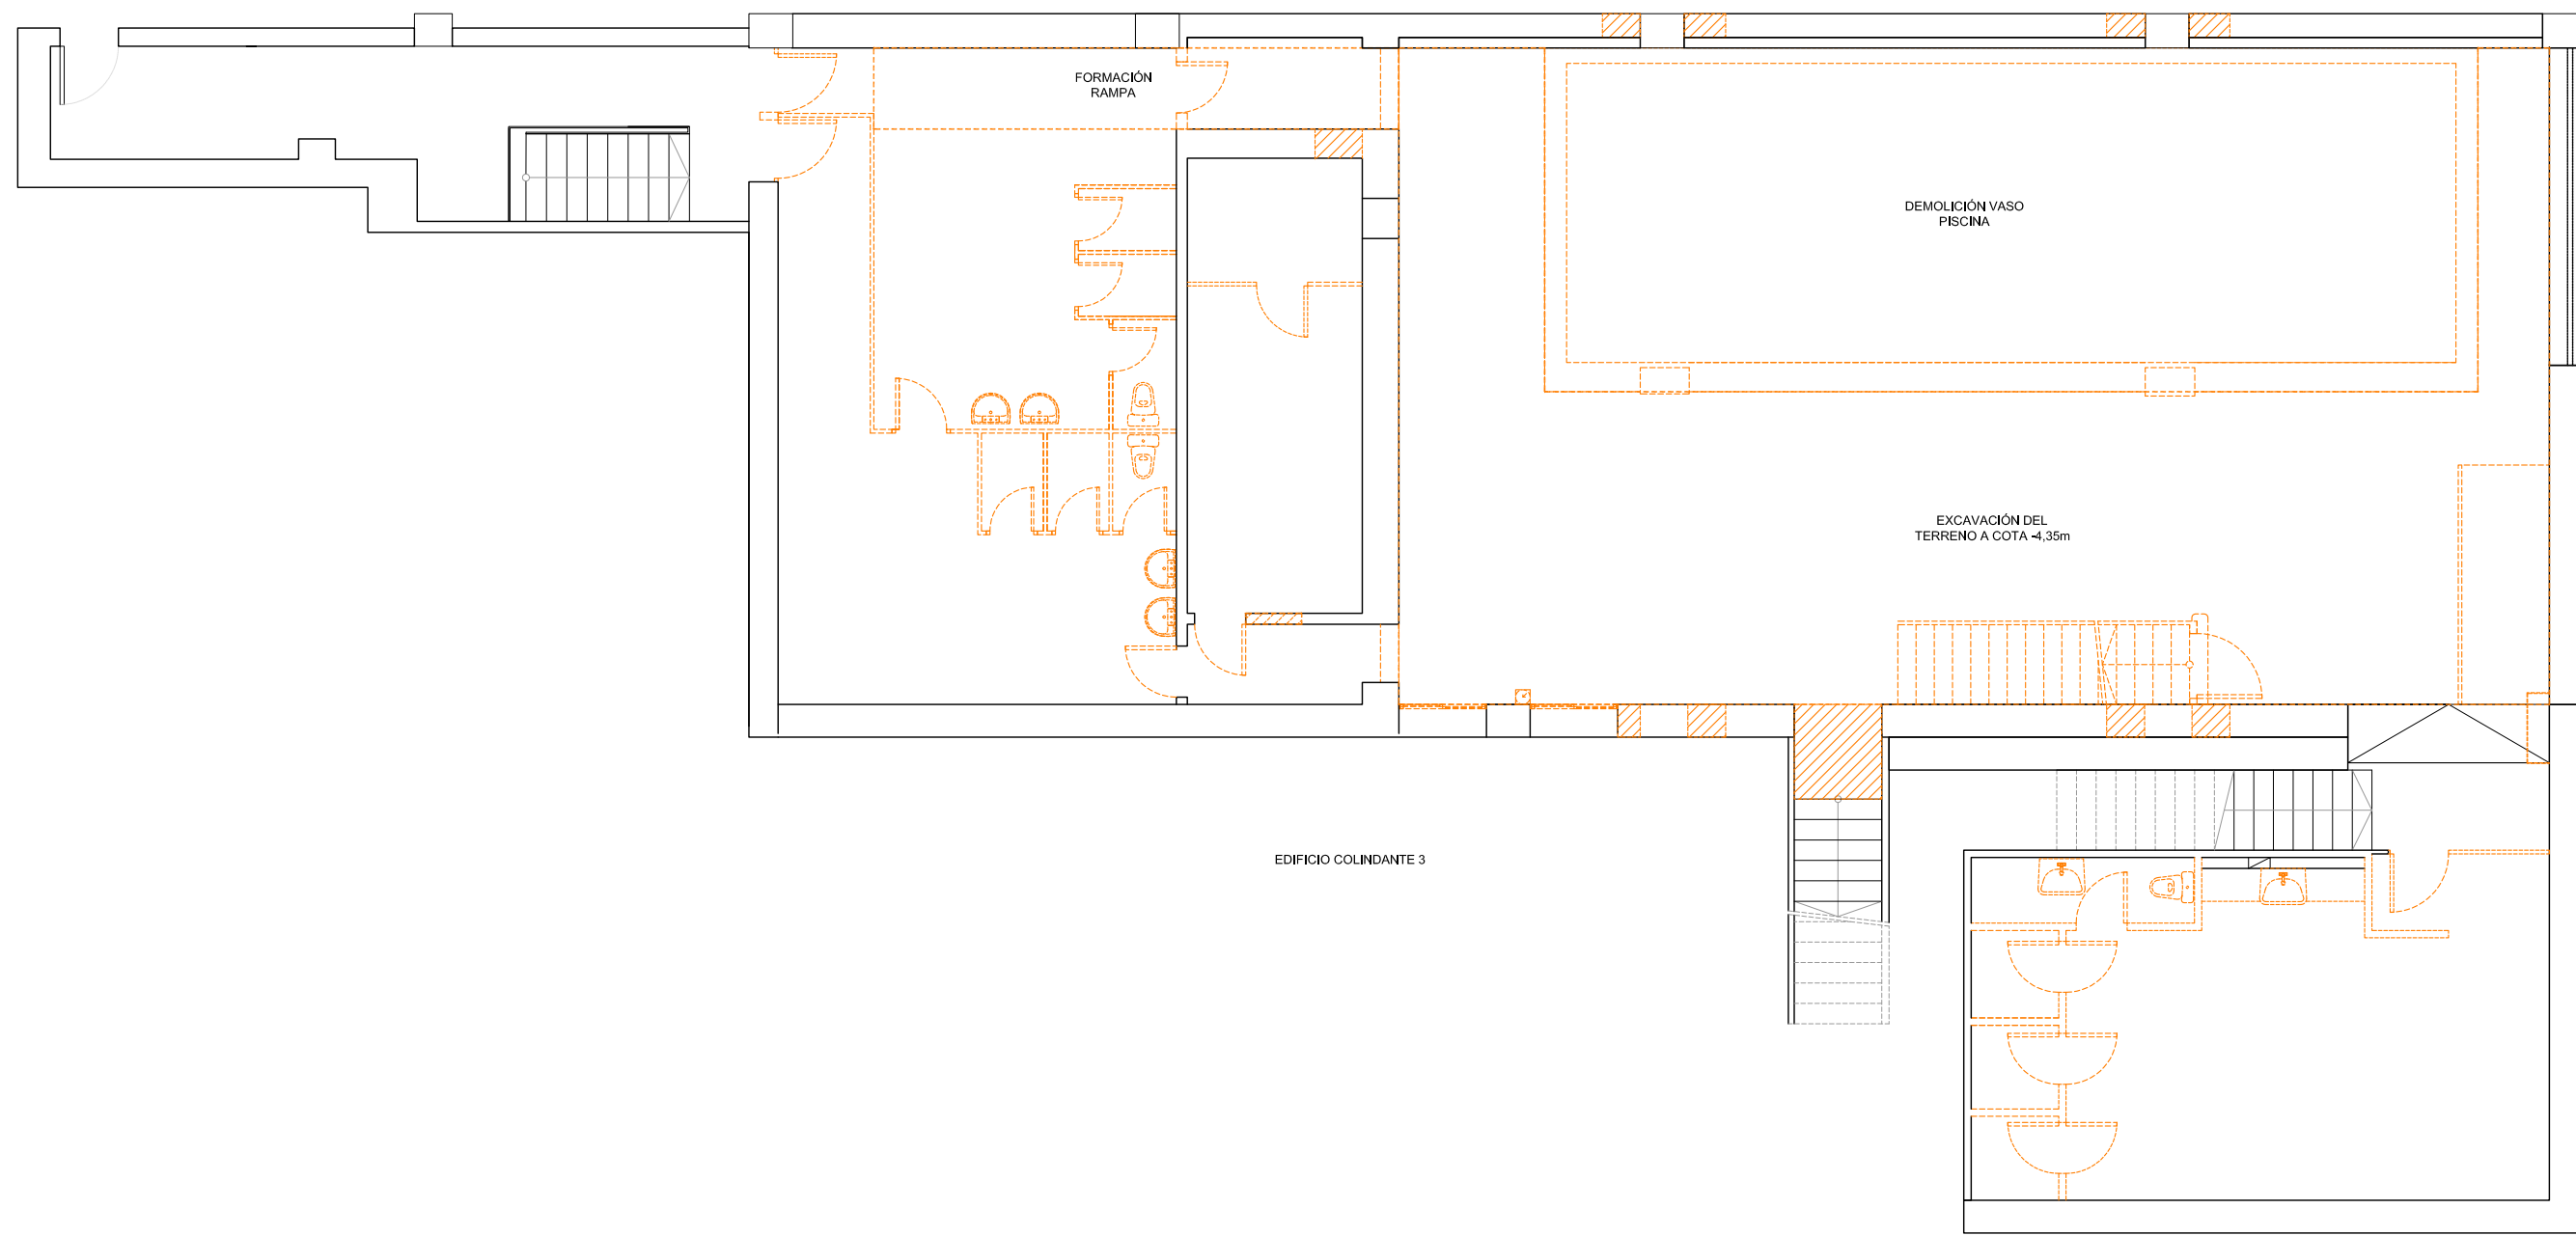 FORMACIÓN
RAMPA
DEMOLICIÓN VASO
PISCINA
EXCAVACIÓN DEL
TERRENO A COTA -4,35m
EDIFICIO COLINDANTE 3